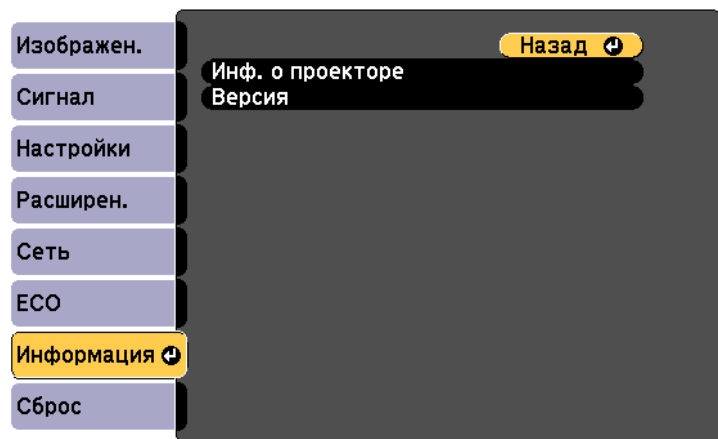 Изображен.
Сигнал
Настройки
Расширен.
Сеть
ECO
Информация
Сброс
Назад
Инф. о проекторе
Версия